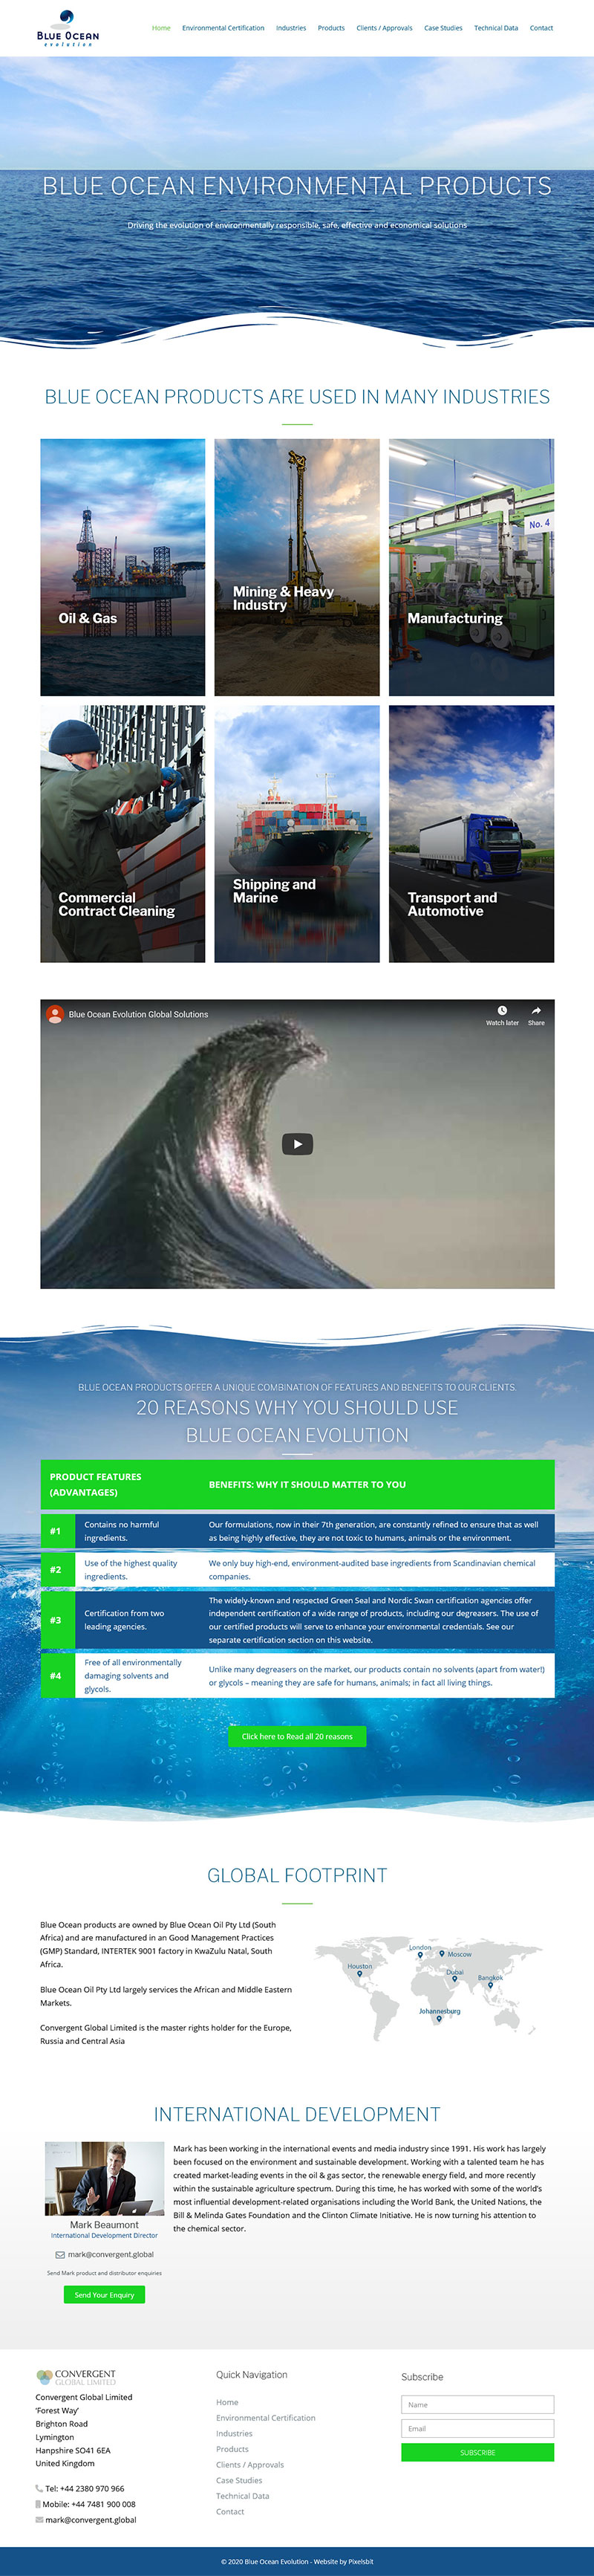 BLUE OCEAN
evolution
Home
Environmental Certification
Industries
Products
Clients / Approvals
Case Studies
Technical Data
Contact
BLUE OCEAN ENVIRONMENTAL PRODUCTS
Driving the evolution of environmentally responsible, safe, effective and economical solutions
BLUE OCEAN PRODUCTS ARE USED IN MANY INDUSTRIES
Oil & Gas
Mining & Heavy
Industry
No. 4
Manufacturing
Commercial
Contract Cleaning
Shipping and
Marine
Transport and
Automotive
Blue Ocean Evolution Global Solutions
Watch later
Share
BLUE OCEAN PRODUCTS OFFER A UNIQUE COMBINATION OF FEATURES AND BENEFITS TO OUR CLIENTS.
20 REASONS WHY YOU SHOULD USE
BLUE OCEAN EVOLUTION
PRODUCT FEATURES
(ADVANTAGES)
BENEFITS: WHY IT SHOULD MATTER TO YOU
#1
Contains no harmful
ingredients.
Our formulations, now in their 7th generation, are constantly refined to ensure that as well
as being highly effective, they are not toxic to humans, animals or the environment.
#2
Use of the highest quality
ingredients.
We only buy high-end, environment-audited base ingredients from Scandinavian chemical
companies.
#3
Certification from two
leading agencies.
The widely-known and respected Green Seal and Nordic Swan certification agencies offer
independent certification of a wide range of products, including our degreasers. The use of
our certified products will serve to enhance your environmental credentials. See our
separate certification section on this website.
#4
Free of all environmentally
damaging solvents and
glycols.
Unlike many degreasers on the market, our products contain no solvents (apart from water!)
or glycols – meaning they are safe for humans, animals; in fact all living things.
Click here to Read all 20 reasons
GLOBAL FOOTPRINT
Blue Ocean products are owned by Blue Ocean Oil Pty Ltd (South
Africa) and are manufactured in an Good Management Practices
(GMP) Standard, INTERTEK 9001 factory in KwaZulu Natal, South
Africa.
Blue Ocean Oil Pty Ltd largely services the African and Middle Eastern
Markets.
Convergent Global Limited is the master rights holder for the Europe,
Russia and Central Asia
London
Moscow
Houston
Dubai
Bangkok
Johannesburg
INTERNATIONAL DEVELOPMENT
Mark Beaumont
International Development Director
mark@convergent.global
Send Mark product and distributor enquiries
Send Your Enquiry
Mark has been working in the international events and media industry since 1991. His work has largely
been focused on the environment and sustainable development. Working with a talented team he has
created market-leading events in the oil & gas sector, the renewable energy field, and more recently
within the sustainable agriculture spectrum. During this time, he has worked with some of the world's
most influential development-related organisations including the World Bank, the United Nations, the
Bill & Melinda Gates Foundation and the Clinton Climate Initiative. He is now turning his attention to
the chemical sector.
CONVERGENT
GLOBAL LIMITED
Convergent Global Limited
'Forest Way'
Brighton Road
Lymington
Hanpshire SO41 6EA
United Kingdom
Tel: +44 2380 970 966
Mobile: +44 7481 900 008
mark@convergent.global
Quick Navigation
Home
Environmental Certification
Industries
Products
Clients / Approvals
Case Studies
Technical Data
Contact
Subscribe
Name
Email
SUBSCRIBE
© 2020 Blue Ocean Evolution - Website by Pixelsbit